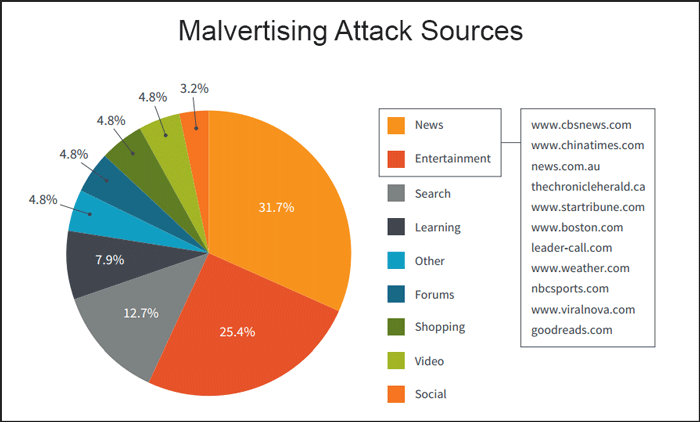 Malvertising Attack Sources
3.2%
4.8%
4.8%
4.8%
4.8%
31.7%
7.9%
12.7%
25.4%
News
Entertainment
Search
Learning
Other
Forums
Shopping
Video
Social
www.cbsnews.com
www.chinatimes.com
news.com.au
thechronicleherald.ca
www.startribune.com
www.boston.com
leader-call.com
www.weather.com
nbcsports.com
www.viralnova.com
goodreads.com